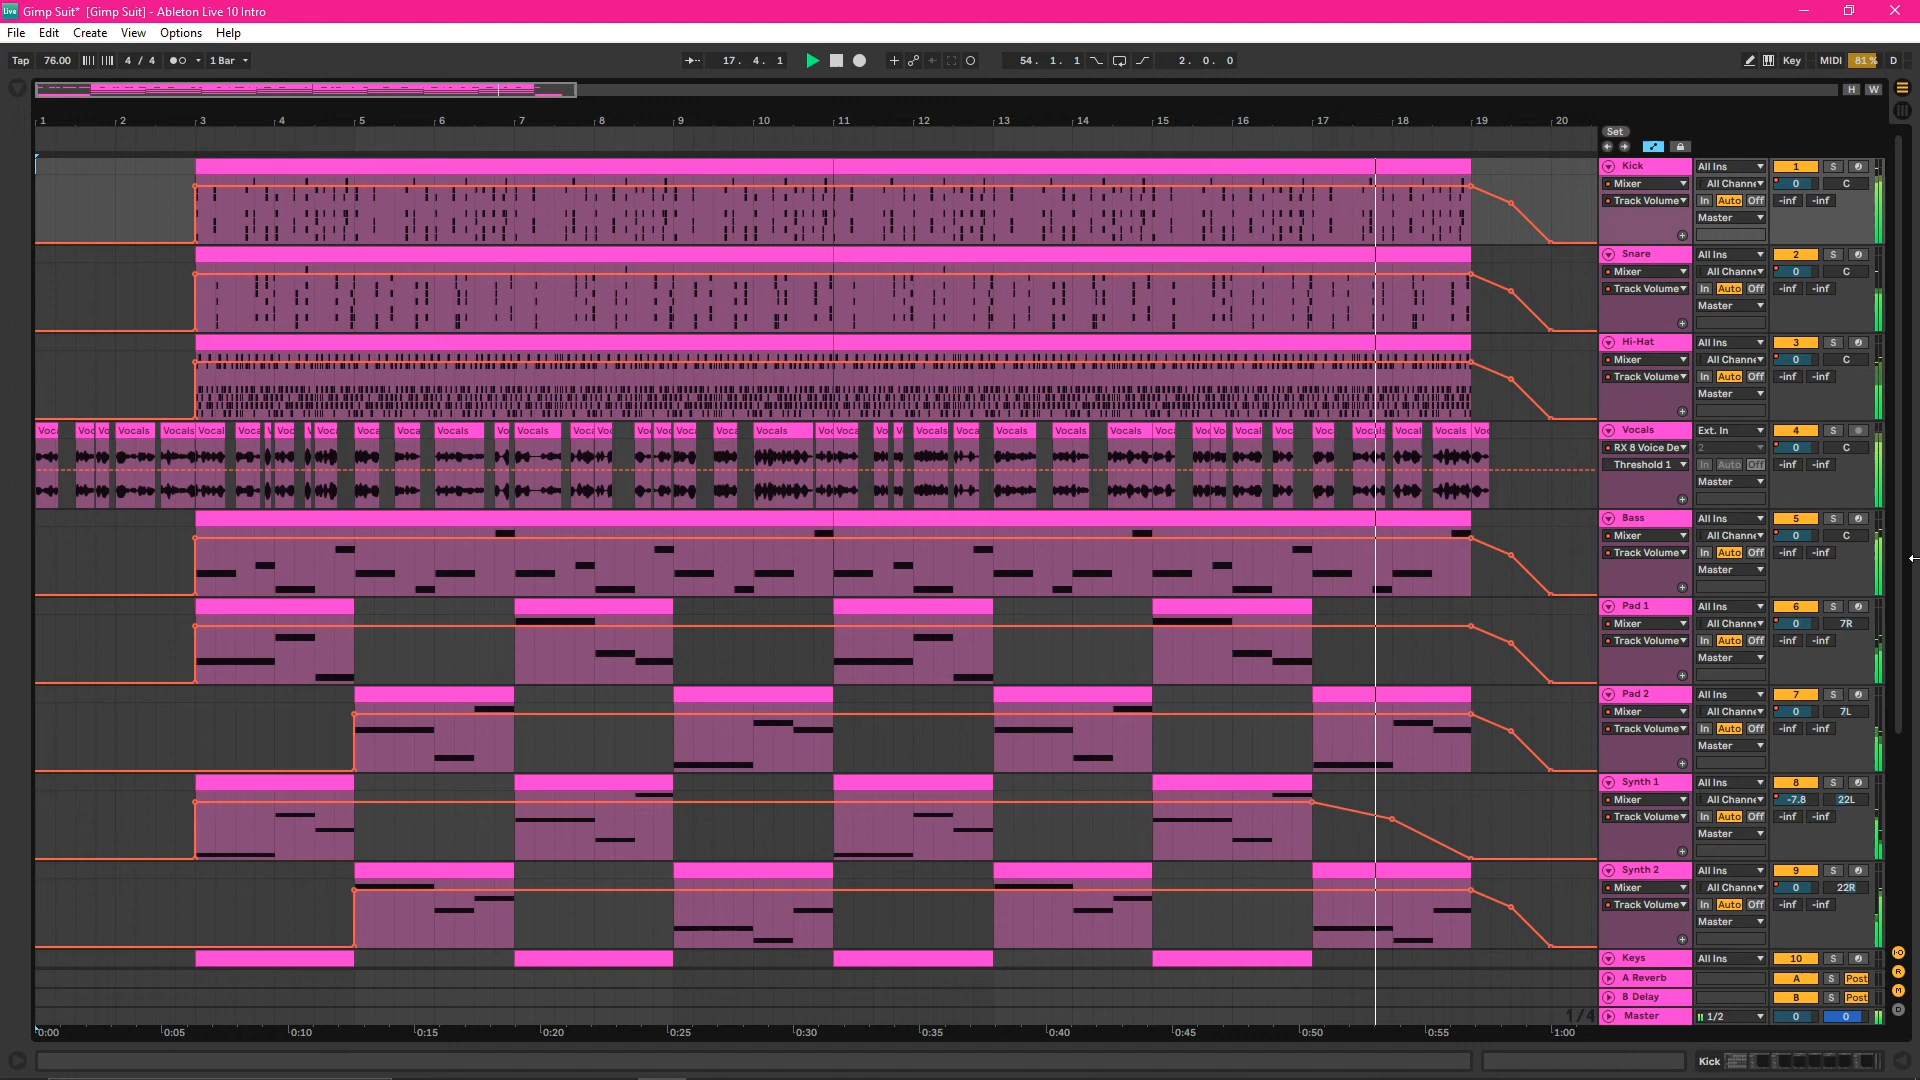 Live Gimp Suit*  [Gimp Suit] - Ableton Live 10 Intro
File Edit Create View Options Help
Tap 76.00 4 / 4 1 Bar 17. 4. 1 54. 1. 1 2. 0. 0 Key MIDI 81 % D
H W
1 2 3 4 5 6 7 8 9 10 11 12 13 14 15 16 17 18 19 20
Set
Kick All Ins 1 S
Mixer All Channe 0 C
Track Volume In Auto Off -inf -inf
Master
Snare All Ins 2 S
Mixer All Channe 0 C
Track Volume In Auto Off -inf -inf
Master
Hi-Hat All Ins 3 S
Mixer All Channe 0 C
Track Volume In Auto Off -inf -inf
Master
Vocals Ext. In 4 S
RX 8 Voice De 2 0 C
Threshold 1 In Auto Off -inf -inf
Master
Bass All Ins 5 S
Mixer All Channe 0 C
Track Volume In Auto Off -inf -inf
Master
Pad 1 All Ins 6 S
Mixer All Channe 0 7R
Track Volume In Auto Off -inf -inf
Master
Pad 2 All Ins 7 S
Mixer All Channe 0 7L
Track Volume In Auto Off -inf -inf
Master
Synth 1 All Ins 8 S
Mixer All Channe -7.8 22L
Track Volume In Auto Off -inf -inf
Master
Synth 2 All Ins 9 S
Mixer All Channe 0 22R
Track Volume In Auto Off -inf -inf
Master
Keys All Ins 10 S
A Reverb A S Post
B Delay B S Post
1/4 Master 1/2 0 0
0:00 0:05 0:10 0:15 0:20 0:25 0:30 0:35 0:40 0:45 0:50 0:55 1:00
Kick